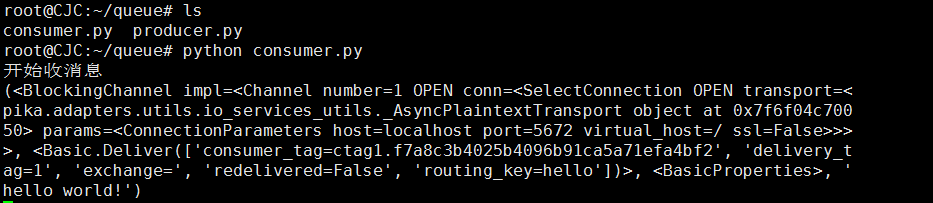 root@CJC:~/queue# ls
consumer.py  producer.py
root@CJC:~/queue# python consumer.py
开始收消息
(<BlockingChannel impl=<Channel number=1 OPEN conn=<SelectConnection OPEN transport=<
pika.adapters.utils.io_services_utils._AsyncPlaintextTransport object at 0x7f6f04c700
50> params=<ConnectionParameters host=localhost port=5672 virtual_host=/ ssl=False>>>
>, <Basic.Deliver(['consumer_tag=ctag1.f7a8c3b4025b4096b91ca5a71efa4bf2', 'delivery_t
ag=1', 'exchange=', 'redelivered=False', 'routing_key=hello'])>, <BasicProperties>, '
hello world!')